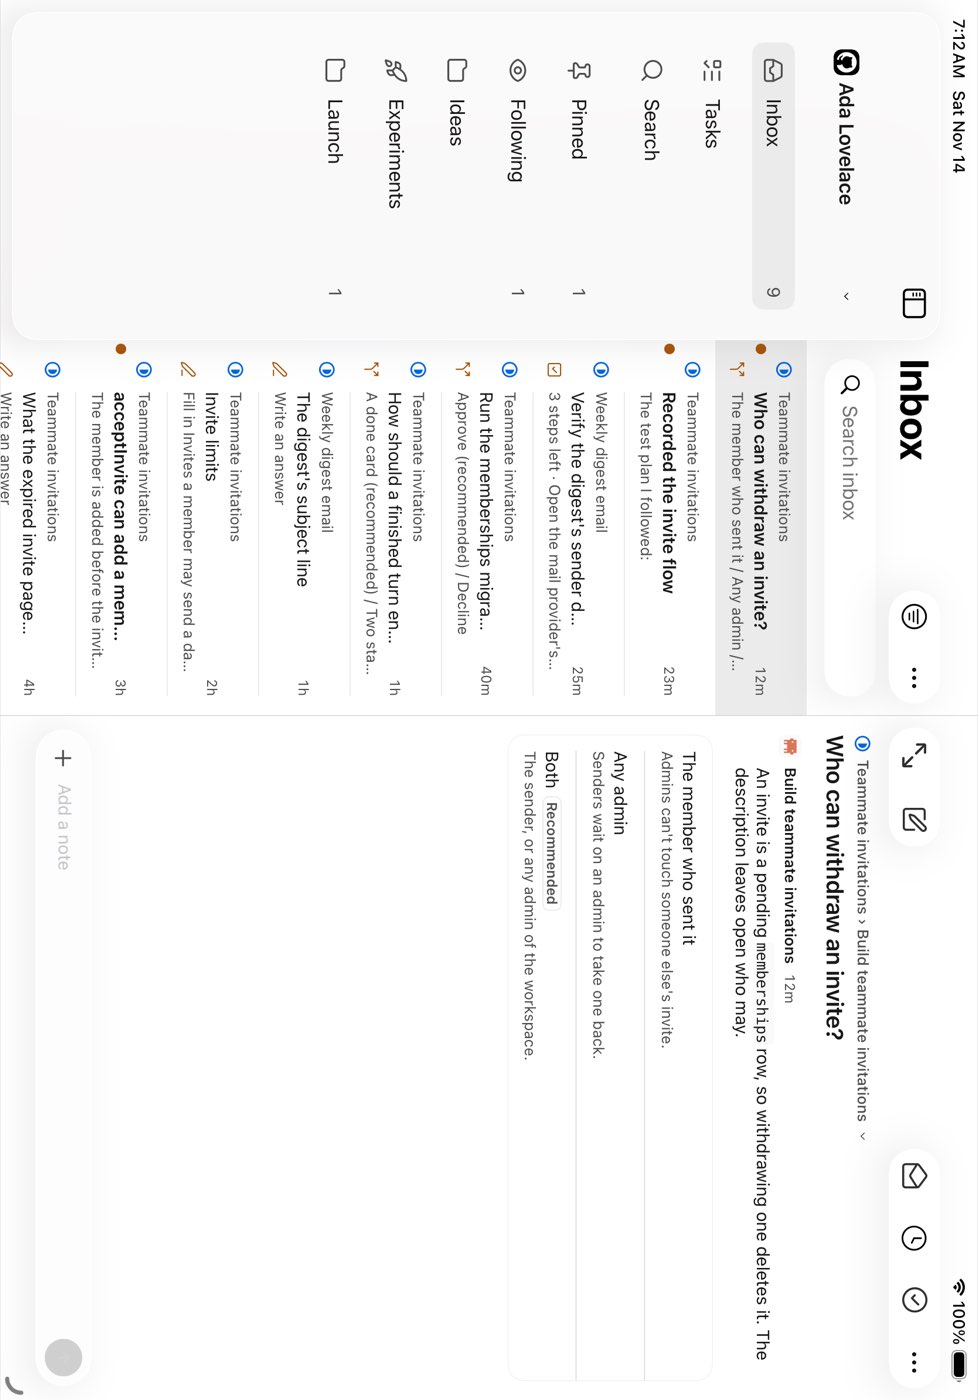 7:12 AM Sat Nov 14
100%
Ada Lovelace
Inbox 9
Tasks
Search
Pinned 1
Following 1
Ideas
Experiments
Launch 1
Inbox
Search inbox
Teammate invitations
Who can withdraw an invite? 12m
The member who sent it / Any admin /...
Teammate invitations
Recorded the invite flow 23m
The test plan I followed:
Weekly digest email
Verify the digest's sender d... 25m
3 steps left · Open the mail provider's...
Teammate invitations
Run the memberships migra... 40m
Approve (recommended) / Decline
Teammate invitations
How should a finished turn en... 1h
A done card (recommended) / Two sta...
Weekly digest email
The digest's subject line 1h
Write an answer
Teammate invitations
Invite limits 2h
Fill in Invites a member may send a da...
Teammate invitations
acceptInvite can add a mem... 3h
The member is added before the invit...
Teammate invitations
What the expired invite page... 4h
Write an answer
Teammate invitations › Build teammate invitations
Who can withdraw an invite?
Build teammate invitations 12m
An invite is a pending memberships row, so withdrawing one deletes it. The
description leaves open who may.
The member who sent it
Admins can't touch someone else's invite.
Any admin
Senders wait on an admin to take one back.
Both Recommended
The sender, or any admin of the workspace.
Add a note